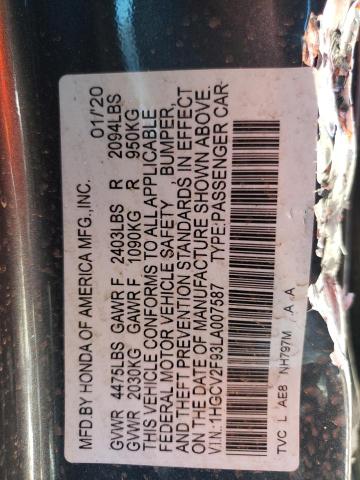 MFD.BY HONDA OF AMERICA MFG.,INC. 01/20
GVWR 4475LBS GAWR F 2403LBS R 2094LBS
GVWR 2030KG GAWR F 1090KG R 950KG
THIS VEHICLE CONFORMS TO ALL APPLICABLE
FEDERAL MOTOR VEHICLE SAFETY BUMPER,
AND THEFT PREVENTION STANDARDS IN EFFECT
ON THE DATE OF MANUFACTURE SHOWN ABOVE.
V.I.N.:1HGCV2F93LA007587 TYPE:PASSENGER CAR
TVC L AE8 NH797M A A